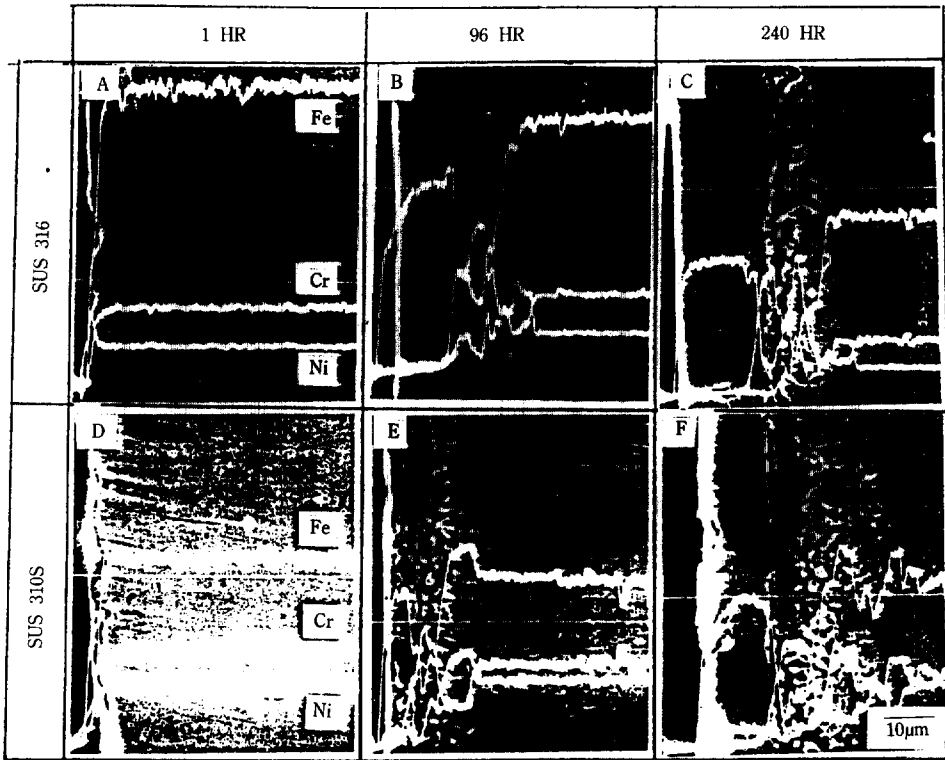 1 HR
96 HR
240 HR
SUS 316
A
Fe
Cr
Ni
B
C
SUS 310S
D
Fe
Cr
Ni
E
F
10μm